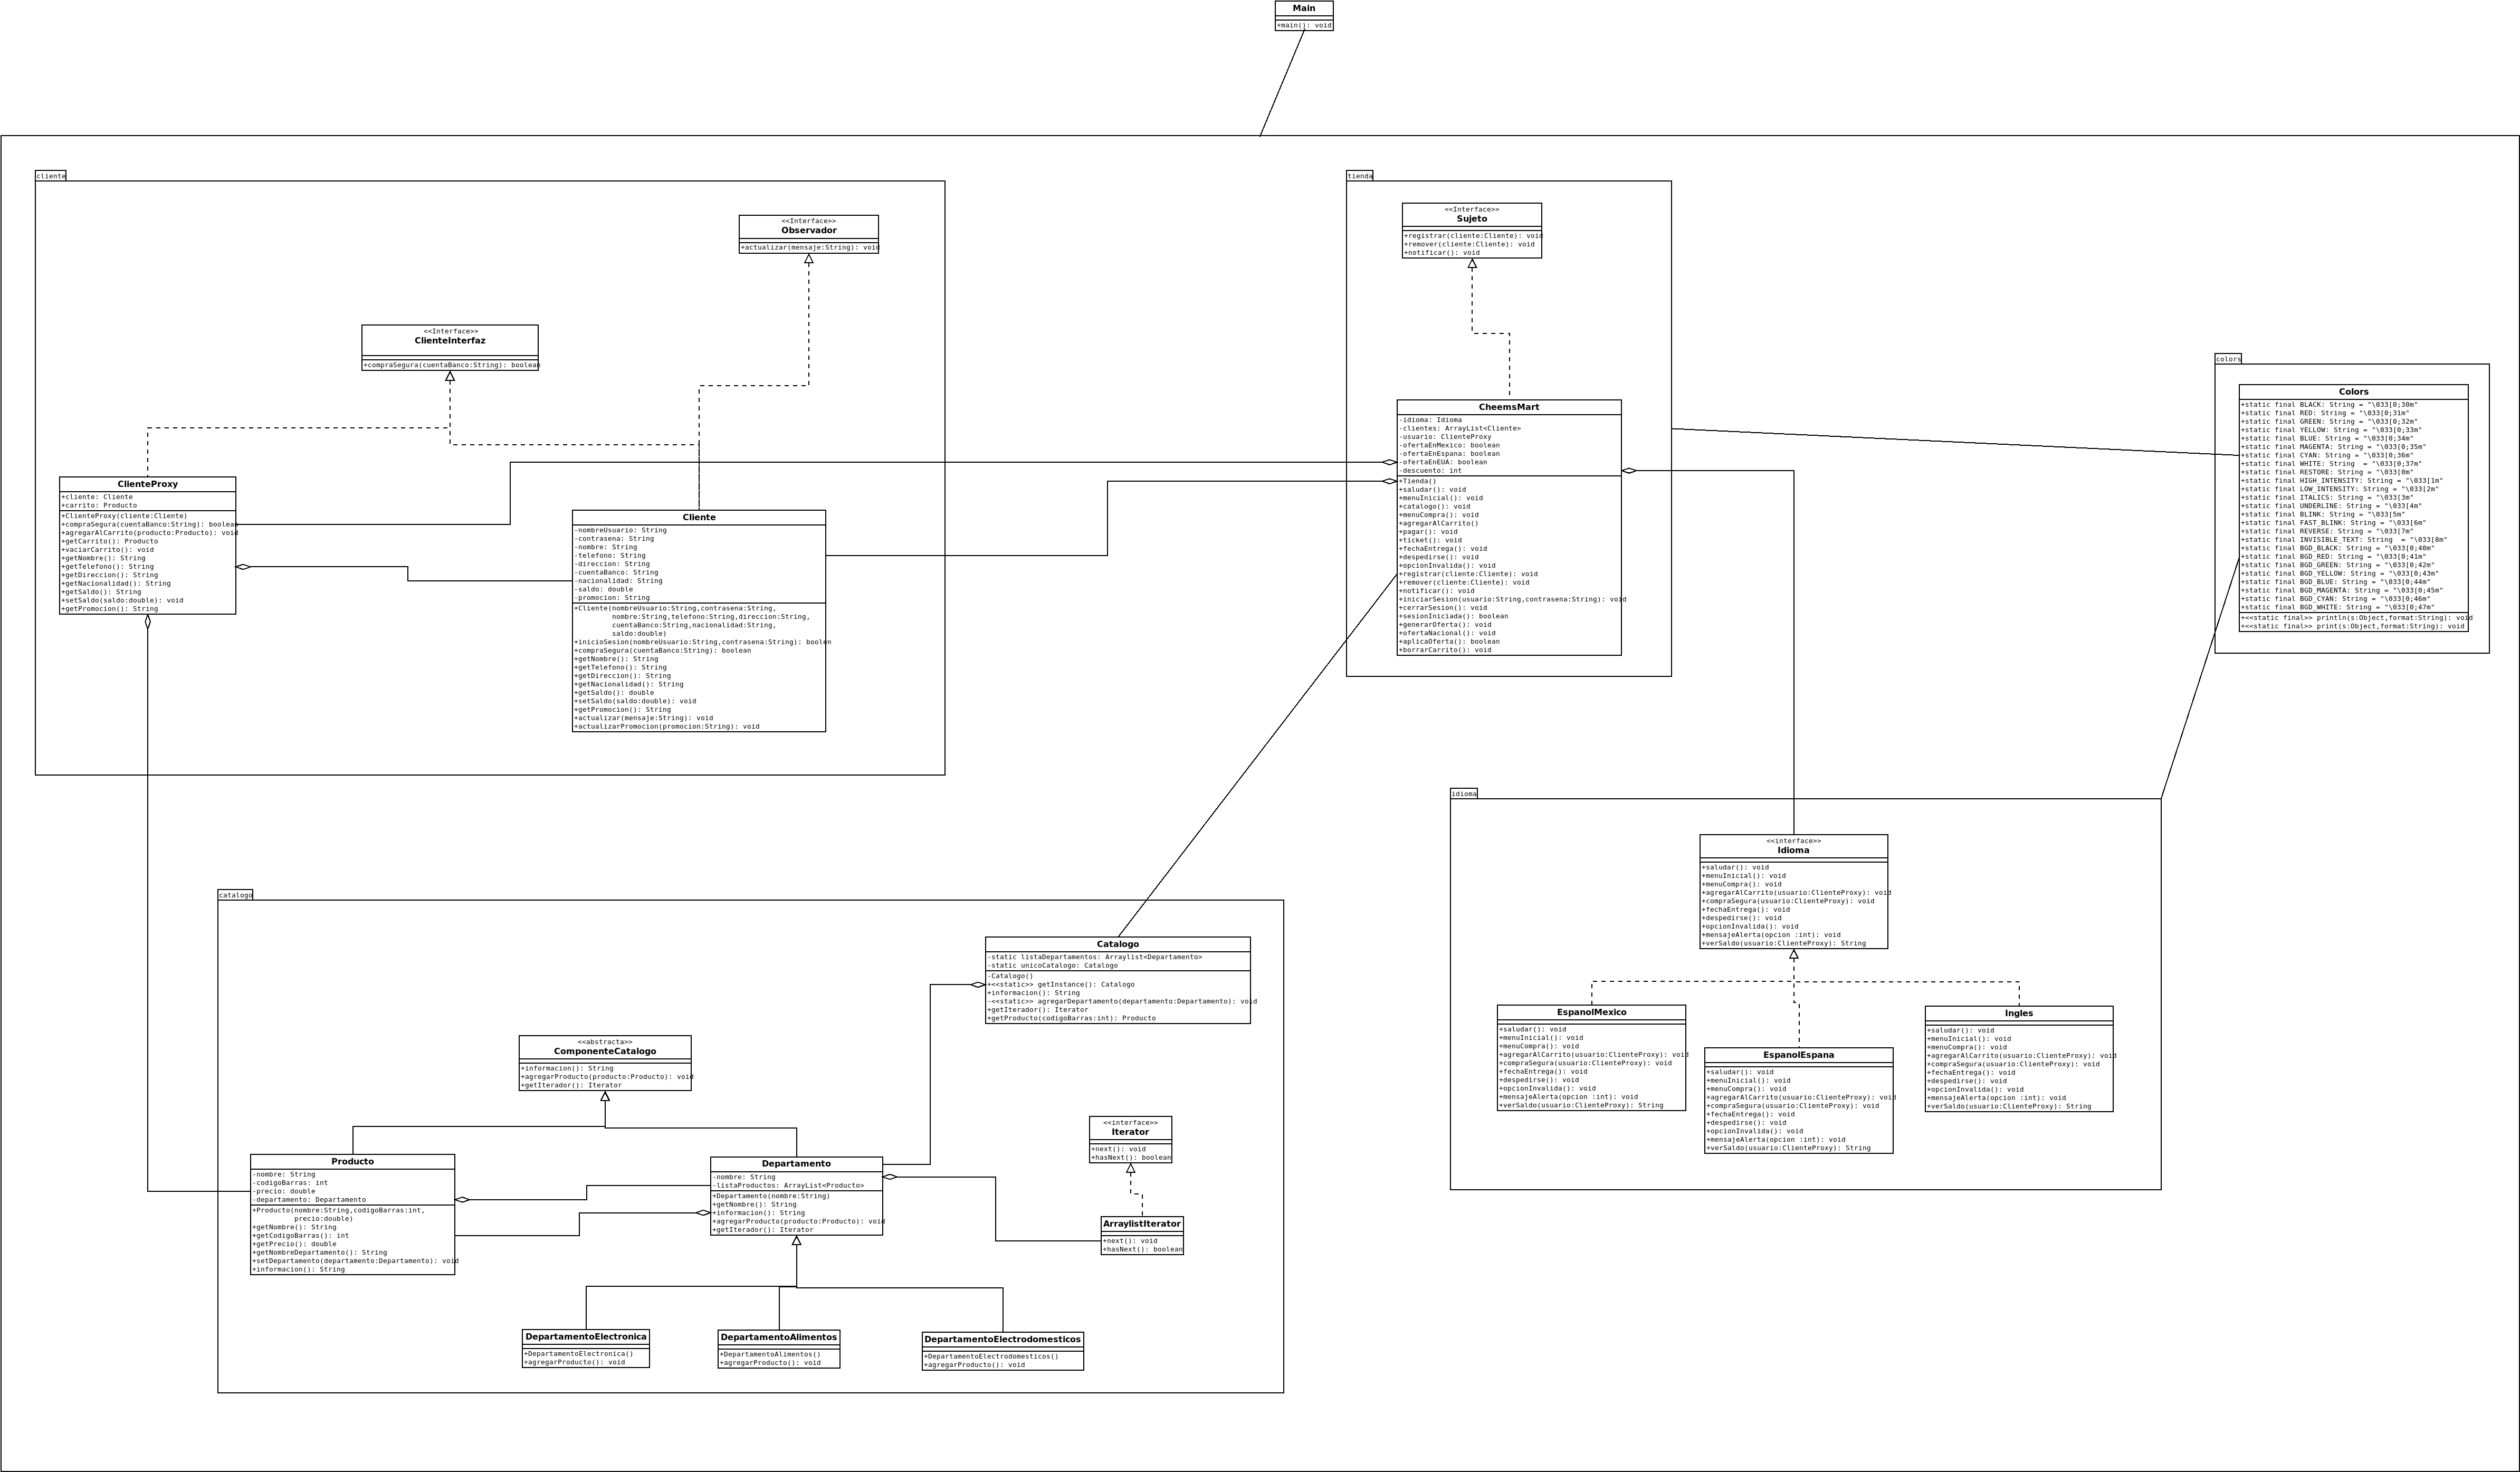 Main
+main(): void
cliente
<<Interface>>
Observador
+actualizar(mensaje:String): void
<<Interface>>
ClienteInterfaz
+compraSegura(cuentaBanco:String): boolean
ClienteProxy
+cliente: Cliente
+carrito: Producto
+ClienteProxy(cliente:Cliente)
+compraSegura(cuentaBanco:String): boolean
+agregarAlCarrito(producto:Producto): void
+getCarrito(): Producto
+vaciarCarrito(): void
+getNombre(): String
+getTelefono(): String
+getDireccion(): String
+getNacionalidad(): String
+getSaldo(): String
+setSaldo(saldo:double): void
+getPromocion(): String
Cliente
-nombreUsuario: String
-contrasena: String
-nombre: String
-telefono: String
-direccion: String
-cuentaBanco: String
-nacionalidad: String
-saldo: double
-promocion: String
+Cliente(nombreUsuario:String,contrasena:String,
nombre:String,telefono:String,direccion:String,
cuentaBanco:String,nacionalidad:String,
saldo:double)
+inicioSesion(nombreUsuario:String,contrasena:String): boolen
+compraSegura(cuentaBanco:String): boolean
+getNombre(): String
+getTelefono(): String
+getDireccion(): String
+getNacionalidad(): String
+getSaldo(): double
+setSaldo(saldo:double): void
+getPromocion(): String
+actualizar(mensaje:String): void
+actualizarPromocion(promocion:String): void
tienda
<<Interface>>
Sujeto
+registrar(cliente:Cliente): void
+remover(cliente:Cliente): void
+notificar(): void
CheemsMart
-idioma: Idioma
-clientes: ArrayList<Cliente>
-usuario: ClienteProxy
-ofertaEnMexico: boolean
-ofertaEnEspana: boolean
-ofertaEnEUA: boolean
-descuento: int
+Tienda()
+saludar(): void
+menuInicial(): void
+catalogo(): void
+menuCompra(): void
+agregarAlCarrito()
+pagar(): void
+ticket(): void
+fechaEntrega(): void
+despedirse(): void
+opcionInvalida(): void
+registrar(cliente:Cliente): void
+remover(cliente:Cliente): void
+notificar(): void
+iniciarSesion(usuario:String,contrasena:String): void
+cerrarSesion(): void
+sesionIniciada(): boolean
+generarOferta(): void
+ofertaNacional(): void
+aplicaOferta(): boolean
+borrarCarrito(): void
colors
Colors
+static final BLACK: String = "\033[0;30m"
+static final RED: String = "\033[0;31m"
+static final GREEN: String = "\033[0;32m"
+static final YELLOW: String = "\033[0;33m"
+static final BLUE: String = "\033[0;34m"
+static final MAGENTA: String = "\033[0;35m"
+static final CYAN: String = "\033[0;36m"
+static final WHITE: String  = "\033[0;37m"
+static final RESTORE: String = "\033[0m"
+static final HIGH_INTENSITY: String = "\033[1m"
+static final LOW_INTENSITY: String = "\033[2m"
+static final ITALICS: String = "\033[3m"
+static final UNDERLINE: String = "\033[4m"
+static final BLINK: String = "\033[5m"
+static final FAST_BLINK: String = "\033[6m"
+static final REVERSE: String = "\033[7m"
+static final INVISIBLE_TEXT: String  = "\033[8m"
+static final BGD_BLACK: String = "\033[0;40m"
+static final BGD_RED: String = "\033[0;41m"
+static final BGD_GREEN: String = "\033[0;42m"
+static final BGD_YELLOW: String = "\033[0;43m"
+static final BGD_BLUE: String = "\033[0;44m"
+static final BGD_MAGENTA: String = "\033[0;45m"
+static final BGD_CYAN: String = "\033[0;46m"
+static final BGD_WHITE: String = "\033[0;47m"
+<<static final>> println(s:Object,format:String): void
+<<static final>> print(s:Object,format:String): void
idioma
<<interface>>
Idioma
+saludar(): void
+menuInicial(): void
+menuCompra(): void
+agregarAlCarrito(usuario:ClienteProxy): void
+compraSegura(usuario:ClienteProxy): void
+fechaEntrega(): void
+despedirse(): void
+opcionInvalida(): void
+mensajeAlerta(opcion :int): void
+verSaldo(usuario:ClienteProxy): String
EspanolMexico
+saludar(): void
+menuInicial(): void
+menuCompra(): void
+agregarAlCarrito(usuario:ClienteProxy): void
+compraSegura(usuario:ClienteProxy): void
+fechaEntrega(): void
+despedirse(): void
+opcionInvalida(): void
+mensajeAlerta(opcion :int): void
+verSaldo(usuario:ClienteProxy): String
EspanolEspana
+saludar(): void
+menuInicial(): void
+menuCompra(): void
+agregarAlCarrito(usuario:ClienteProxy): void
+compraSegura(usuario:ClienteProxy): void
+fechaEntrega(): void
+despedirse(): void
+opcionInvalida(): void
+mensajeAlerta(opcion :int): void
+verSaldo(usuario:ClienteProxy): String
Ingles
+saludar(): void
+menuInicial(): void
+menuCompra(): void
+agregarAlCarrito(usuario:ClienteProxy): void
+compraSegura(usuario:ClienteProxy): void
+fechaEntrega(): void
+despedirse(): void
+opcionInvalida(): void
+mensajeAlerta(opcion :int): void
+verSaldo(usuario:ClienteProxy): String
catalogo
Catalogo
-static listaDepartamentos: Arraylist<Departamento>
-static unicoCatalogo: Catalogo
-Catalogo()
+<<static>> getInstance(): Catalogo
+informacion(): String
-<<static>> agregarDepartamento(departamento:Departamento): void
+getIterador(): Iterator
+getProducto(codigoBarras:int): Producto
<<abstracta>>
ComponenteCatalogo
+informacion(): String
+agregarProducto(producto:Producto): void
+getIterador(): Iterator
<<interface>>
Iterator
+next(): void
+hasNext(): boolean
Producto
-nombre: String
-codigoBarras: int
-precio: double
-departamento: Departamento
+Producto(nombre:String,codigoBarras:int,
precio:double)
+getNombre(): String
+getCodigoBarras(): int
+getPrecio(): double
+getNombreDepartamento(): String
+setDepartamento(departamento:Departamento): void
+informacion(): String
Departamento
-nombre: String
-listaProductos: ArrayList<Producto>
+Departamento(nombre:String)
+getNombre(): String
+informacion(): String
+agregarProducto(producto:Producto): void
+getIterador(): Iterator
ArraylistIterator
+next(): void
+hasNext(): boolean
DepartamentoElectronica
+DepartamentoElectronica()
+agregarProducto(): void
DepartamentoAlimentos
+DepartamentoAlimentos()
+agregarProducto(): void
DepartamentoElectrodomesticos
+DepartamentoElectrodomesticos()
+agregarProducto(): void